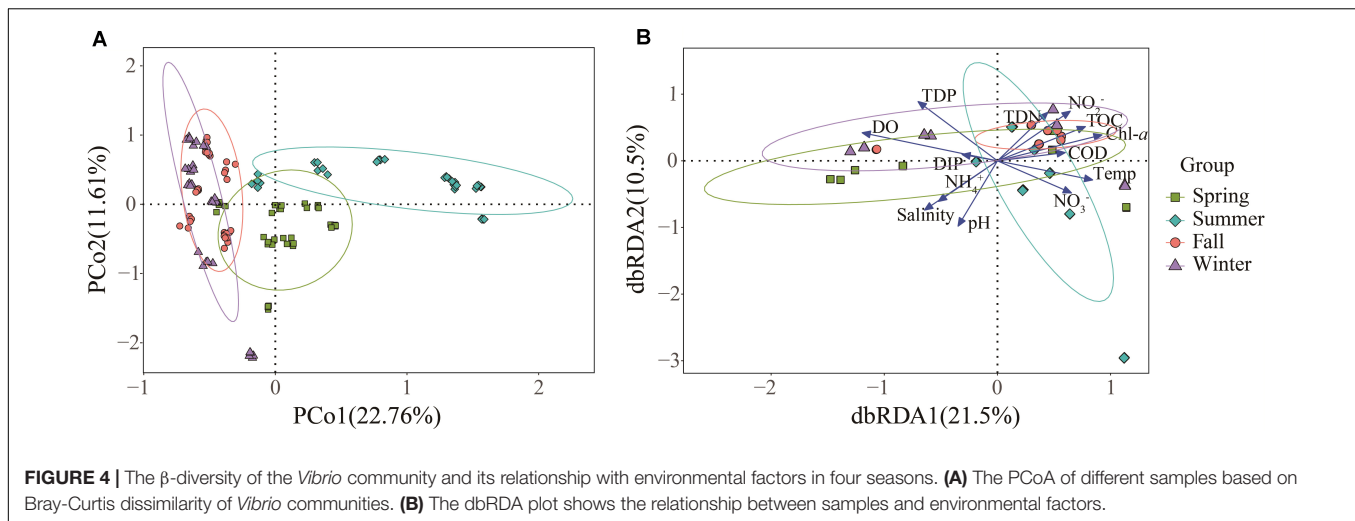 A
B
2
1
0
−1
−2
PCo2(11.61%)
−1
0
1
2
PCo1(22.76%)
1
0
−1
−2
−3
dbRDA2(10.5%)
−2
−1
0
1
dbRDA1(21.5%)
TDP
DO
TDN
NO₂⁻
TOC
Chl-a
COD
DIP
NH₄⁺
Temp
NO₃⁻
Salinity
pH
Group
Spring
Summer
Fall
Winter
FIGURE 4 | The β-diversity of the Vibrio community and its relationship with environmental factors in four seasons. (A) The PCoA of different samples based on
Bray-Curtis dissimilarity of Vibrio communities. (B) The dbRDA plot shows the relationship between samples and environmental factors.